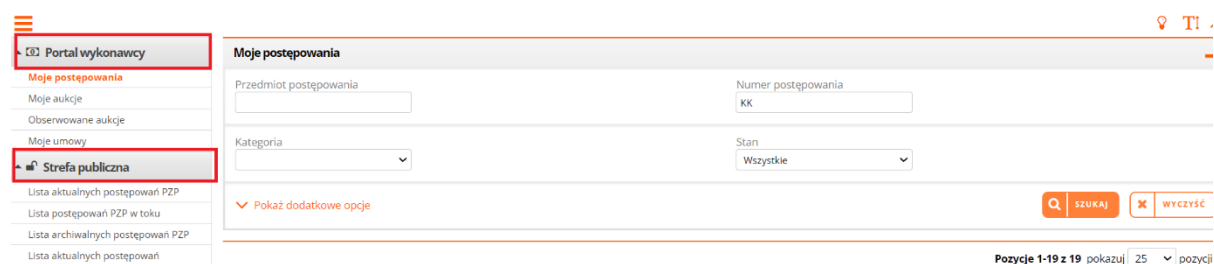 TI
Portal wykonawcy
Moje postępowania
Moje aukcje
Obserwowane aukcje
Moje umowy
Strefa publiczna
Lista aktualnych postępowań PZP
Lista postępowań PZP w toku
Lista archiwalnych postępowań PZP
Lista aktualnych postępowań
Moje postępowania
Przedmiot postępowania
Numer postępowania
KK
Kategoria
Stan
Wszystkie
Pokaż dodatkowe opcje
SZUKAJ
WYCZYŚĆ
Pozycje 1-19 z 19 pokazuj 25 pozycji